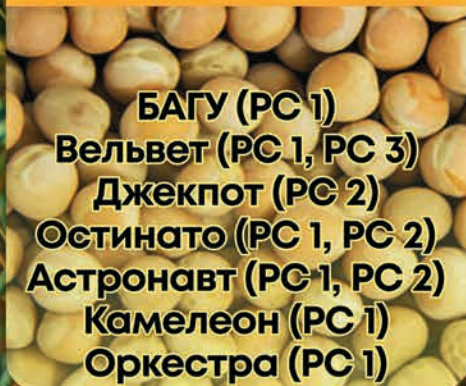 БАГУ (РС 1)
Вельвет (РС 1, РС 3)
Джекпот (РС 2)
Остинато (РС 1, РС 2)
Астронавт (РС 1, РС 2)
Камелеон (РС 1)
Оркестра (РС 1)